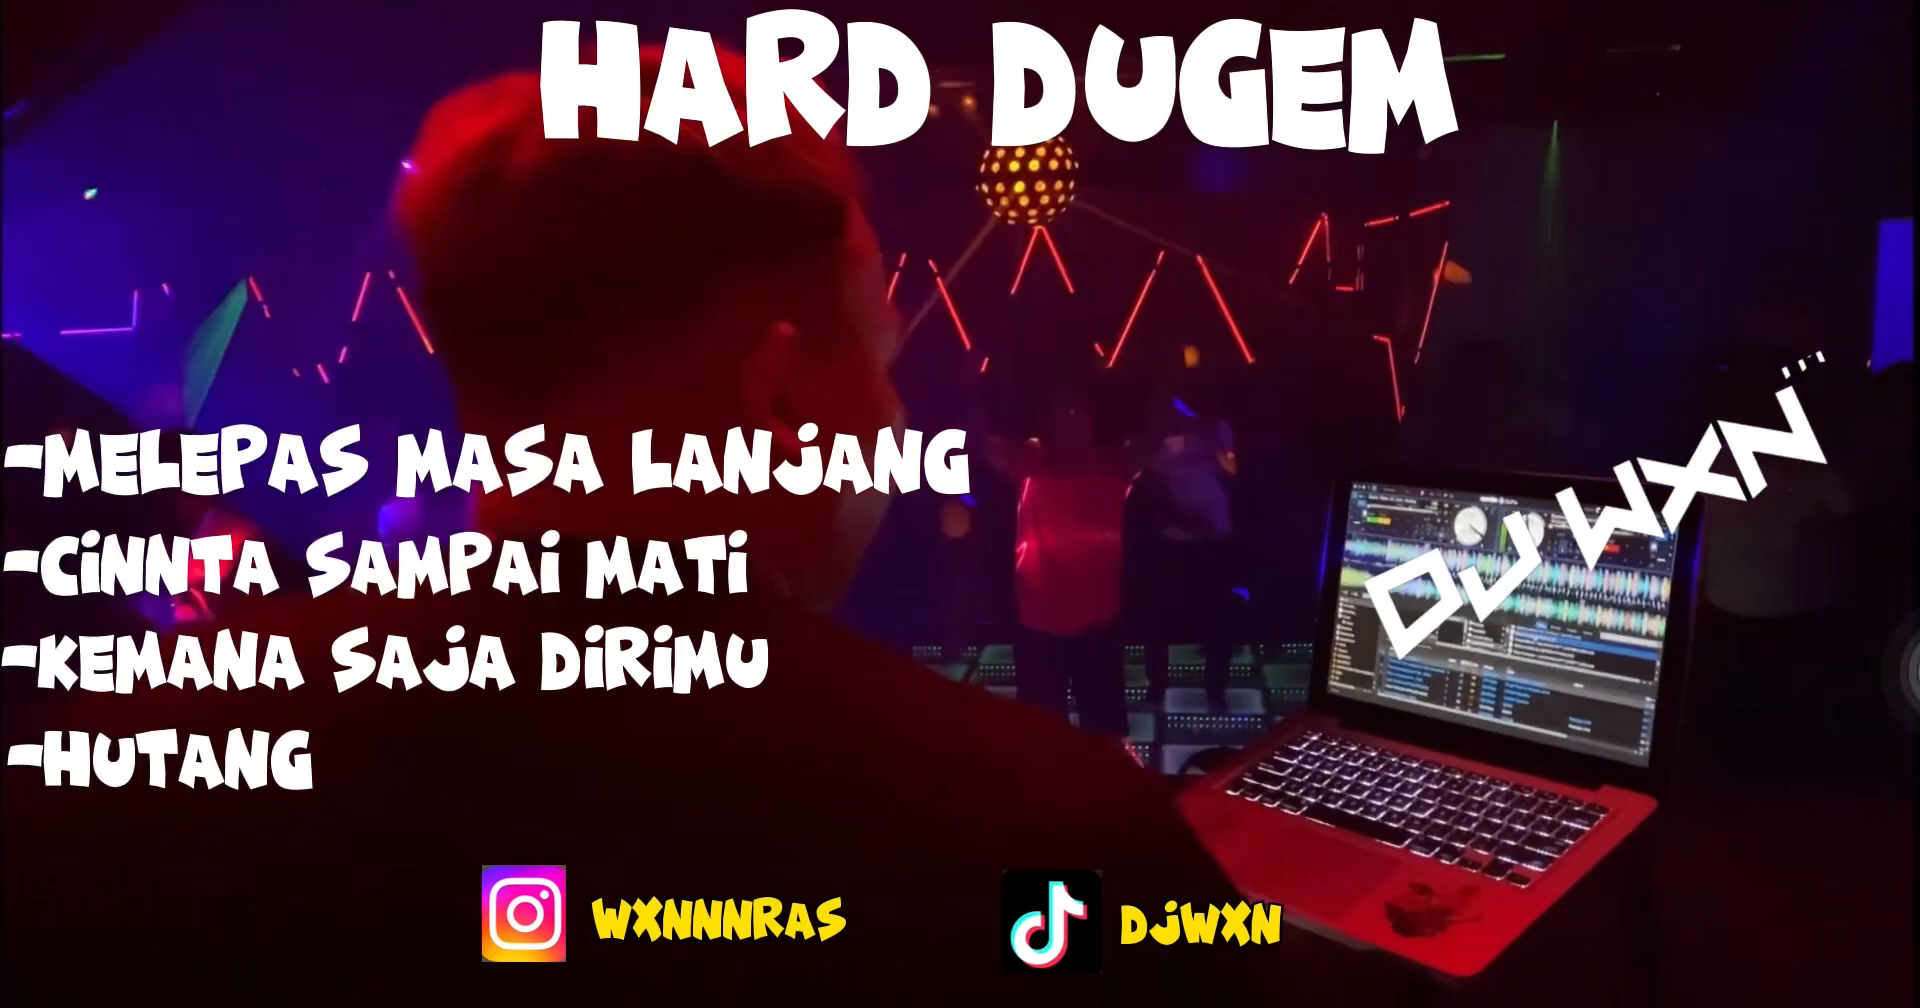 HARD DUGEM
-MELEPAS MASA LANJANG
-CINNTA SAMPAI MATI
-KEMANA SAJA DIRIMU
-HUTANG
DJ WXN
WXNNNRAS
DJWXN